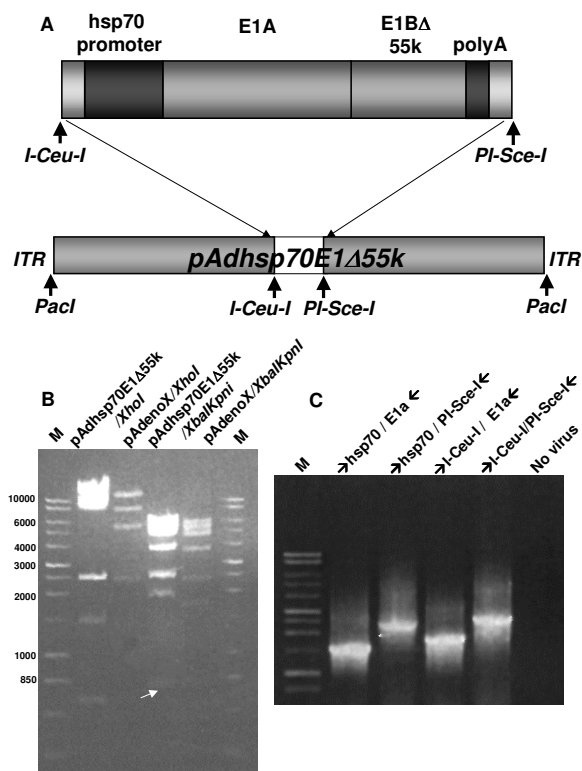 A
hsp70
promoter
E1A
E1BΔ
55k
polyA
I-Ceu-I
PI-Sce-I
ITR
pAdhsp70E1Δ55k
ITR
PacI
I-Ceu-I
PI-Sce-I
PacI
B
M
pAdhsp70E1Δ55k
/XhoI
pAdenoX/XhoI
pAdhsp70E1Δ55k
/XbaIKpni
pAdenoX/XbaIKpnI
M
10000
6000
4000
3000
2000
1000
850
C
M
→hsp70 / E1a←
→hsp70 / PI-Sce-I←
→I-Ceu-I / E1a←
→I-Ceu-I/PI-Sce-I←
No virus